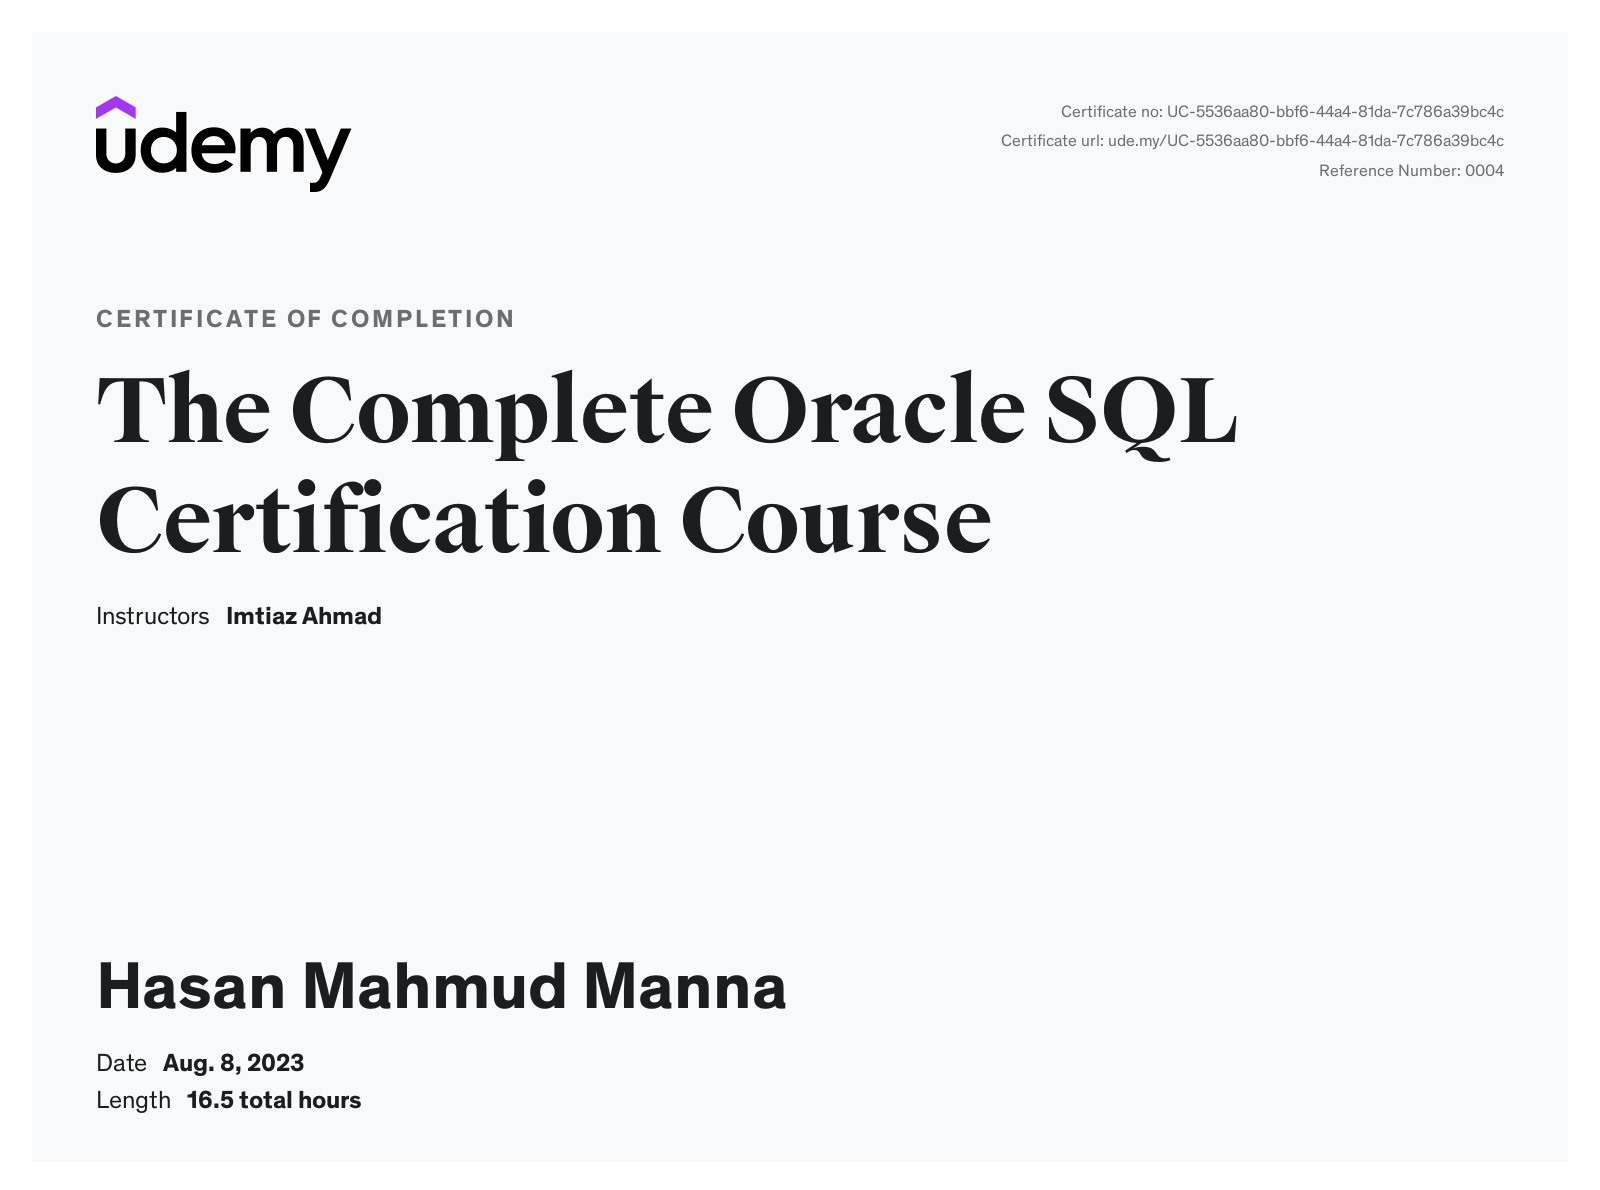 udemy
Certificate no: UC-5536aa80-bbf6-44a4-81da-7c786a39bc4c
Certificate url: ude.my/UC-5536aa80-bbf6-44a4-81da-7c786a39bc4c
Reference Number: 0004
CERTIFICATE OF COMPLETION
The Complete Oracle SQL
Certification Course
Instructors Imtiaz Ahmad
Hasan Mahmud Manna
Date Aug. 8, 2023
Length 16.5 total hours